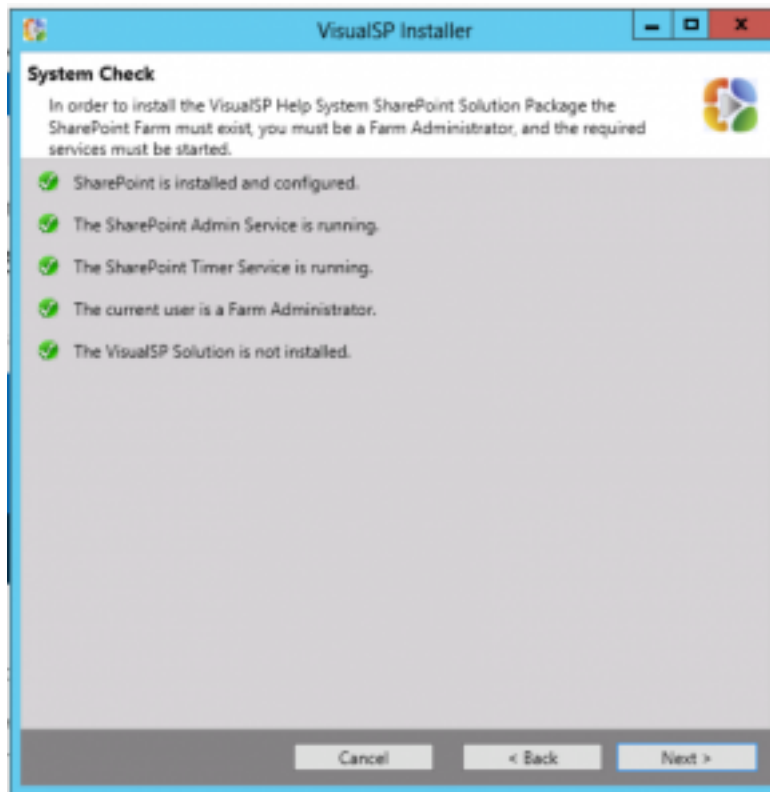 VisualSP Installer
System Check
In order to install the VisualSP Help System SharePoint Solution Package the
SharePoint Farm must exist, you must be a Farm Administrator, and the required
services must be started.
SharePoint is installed and configured.
The SharePoint Admin Service is running.
The SharePoint Timer Service is running.
The current user is a Farm Administrator.
The VisualSP Solution is not installed.
Cancel < Back Next >